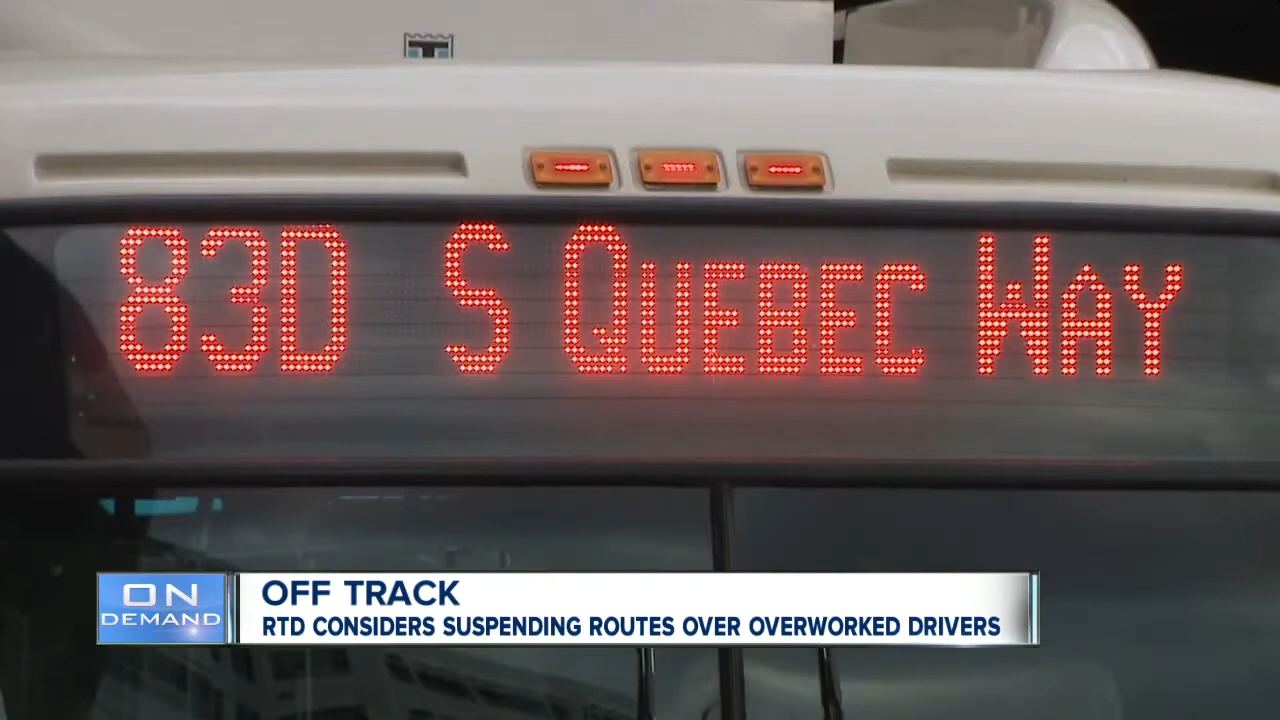 83D S QUEBEC WAY
ON
DEMAND
OFF TRACK
RTD CONSIDERS SUSPENDING ROUTES OVER OVERWORKED DRIVERS